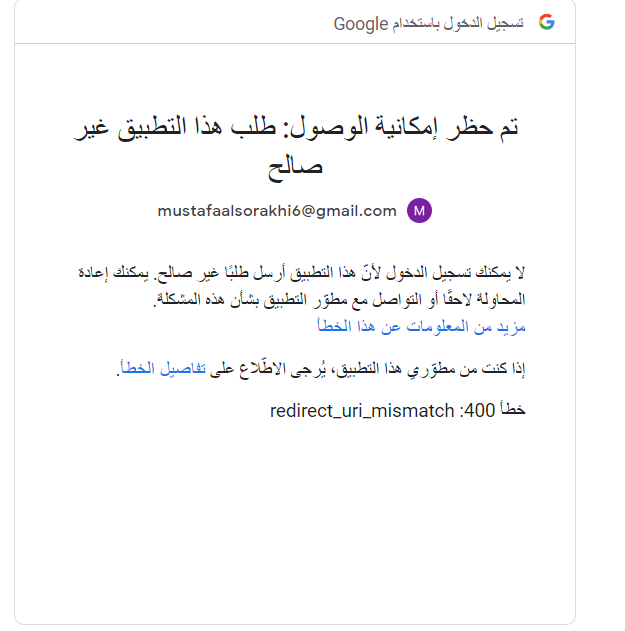 تسجيل الدخول باستخدام Google
تم حظر إمكانية الوصول: طلب هذا التطبيق غير
صالح
mustafaalsorakhi6@gmail.com M
لا يمكنك تسجيل الدخول لأنّ هذا التطبيق أرسل طلبًا غير صالح. يمكنك إعادة
المحاولة لاحقًا أو التواصل مع مطوّر التطبيق بشأن هذه المشكلة.
مزيد من المعلومات عن هذا الخطأ
إذا كنت من مطوّري هذا التطبيق، يُرجى الاطّلاع على تفاصيل الخطأ.
خطأ 400: redirect_uri_mismatch